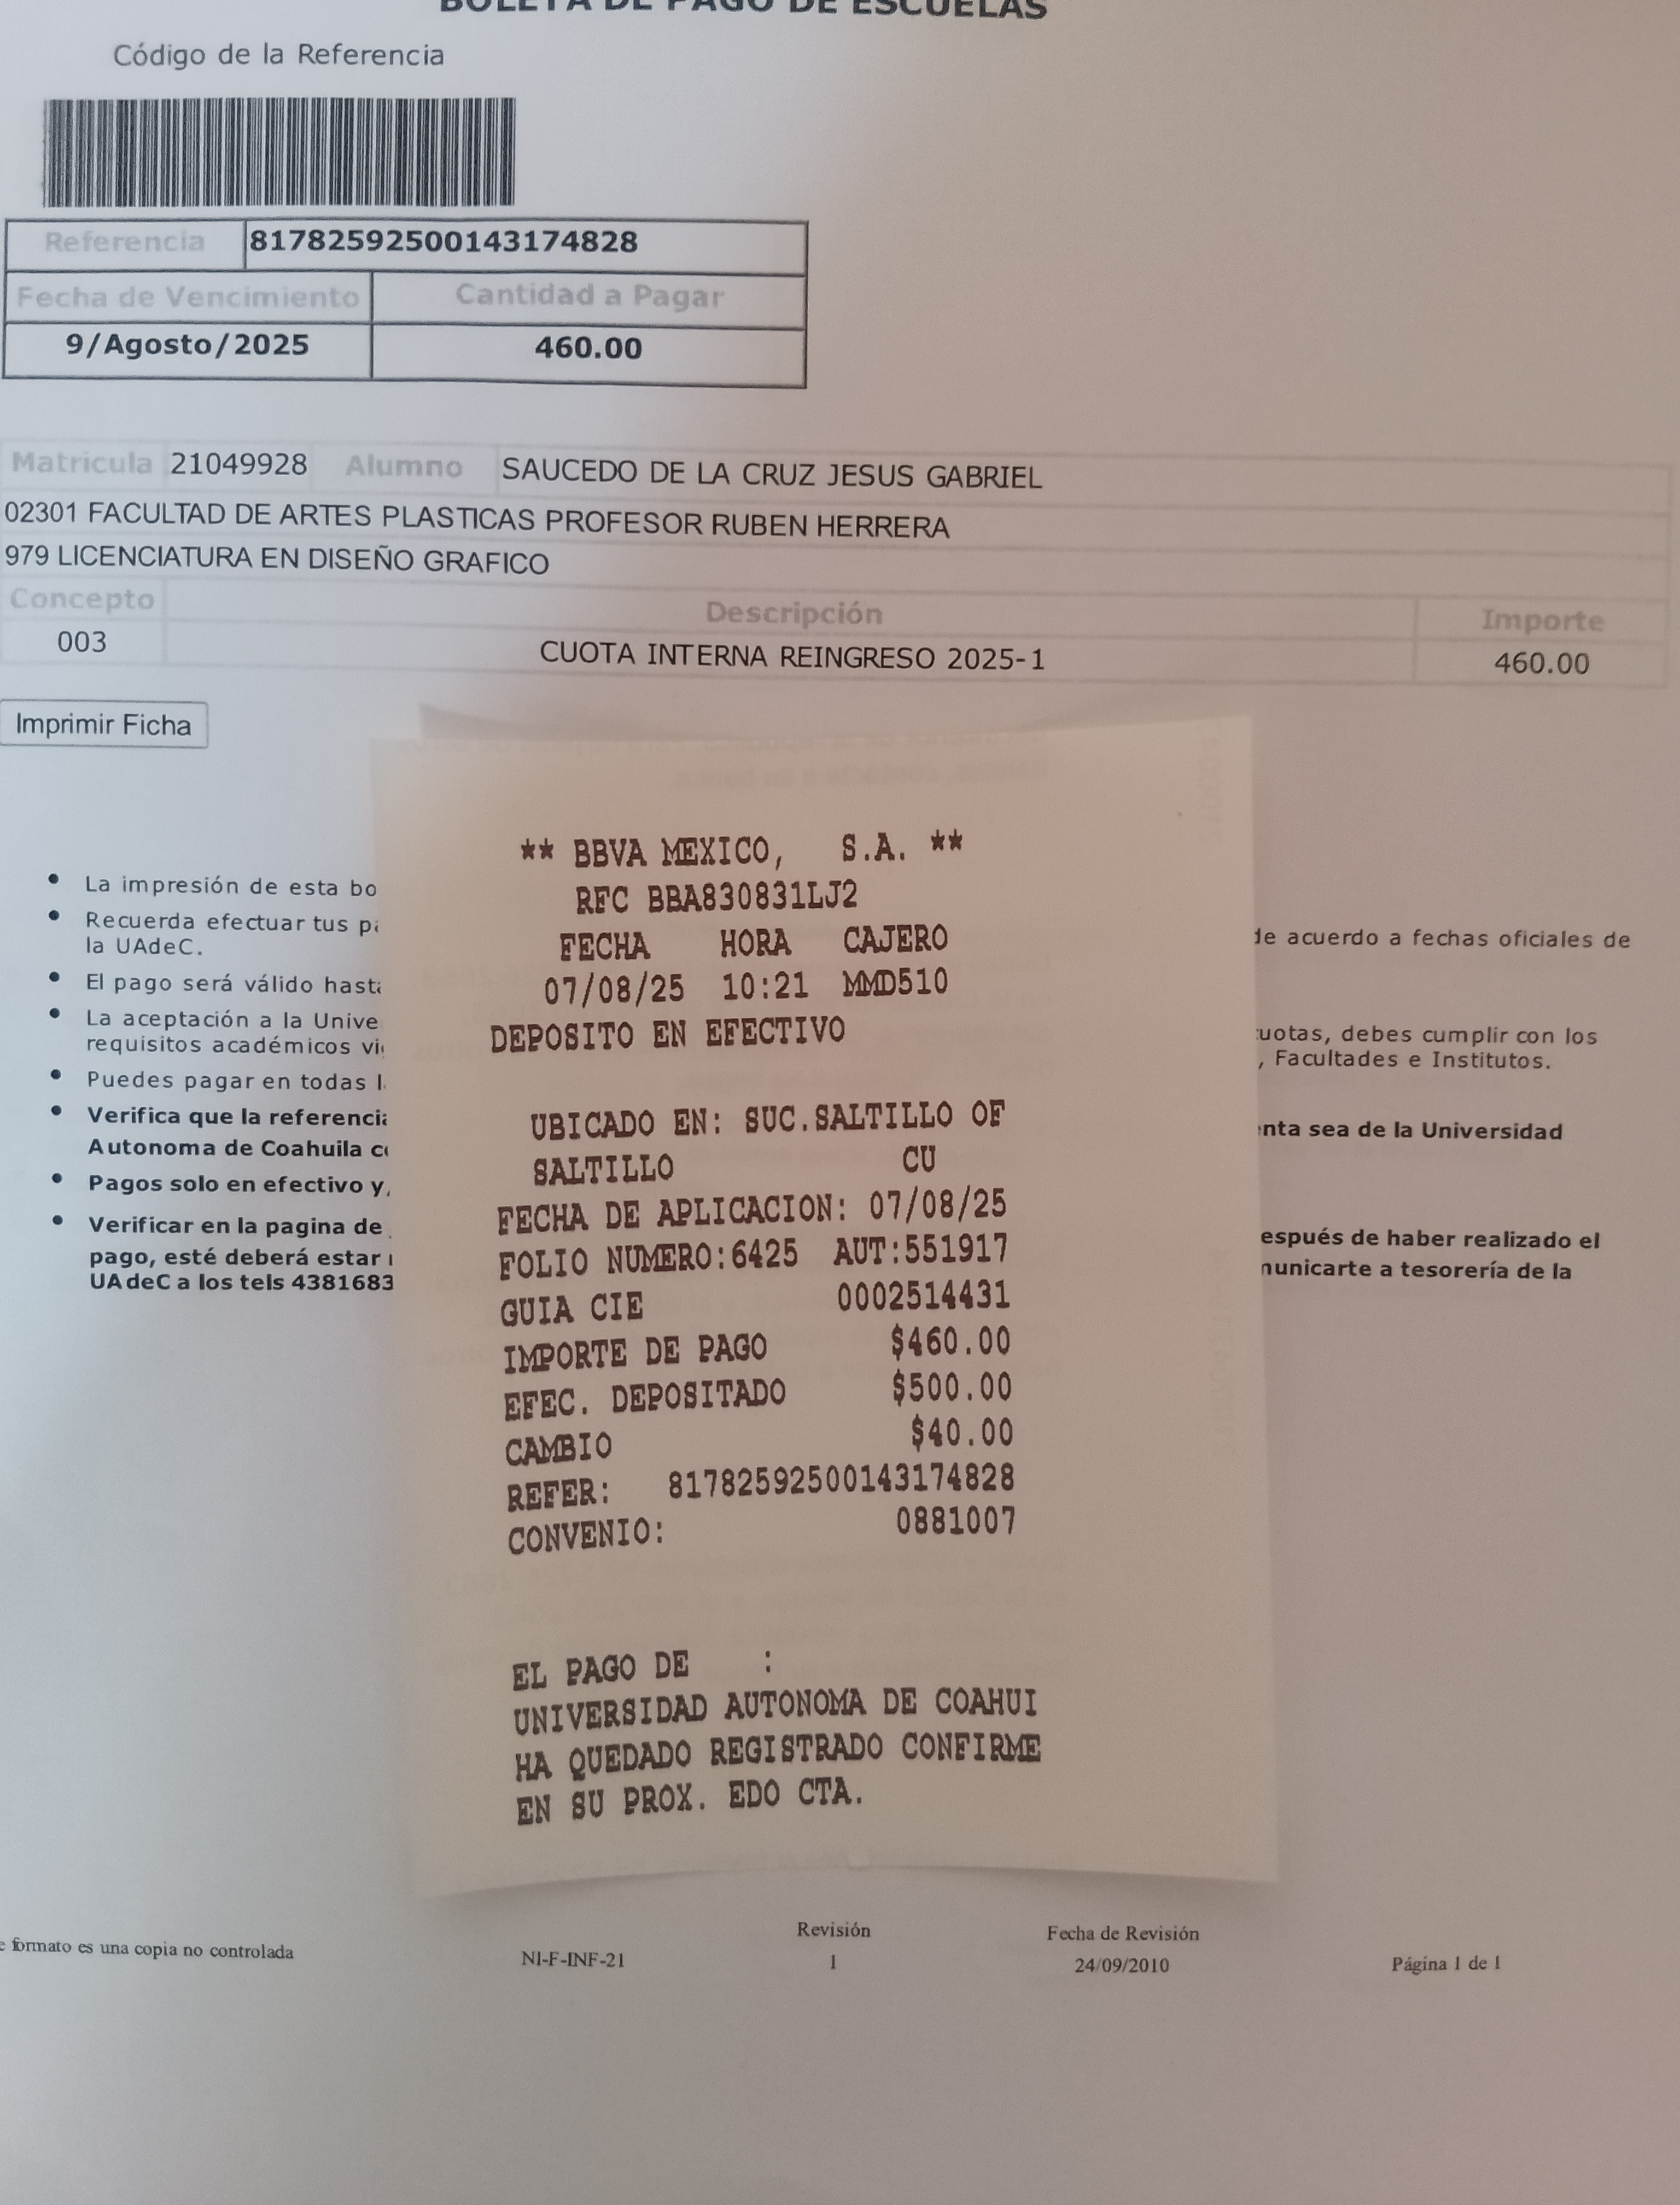 BOLETA DE PAGO DE ESCUELAS
Código de la Referencia
Referencia 81782592500143174828
Fecha de Vencimiento Cantidad a Pagar
9/Agosto/2025 460.00
Matricula 21049928 Alumno SAUCEDO DE LA CRUZ JESUS GABRIEL
02301 FACULTAD DE ARTES PLASTICAS PROFESOR RUBEN HERRERA
979 LICENCIATURA EN DISEÑO GRAFICO
Concepto Descripción Importe
003 CUOTA INTERNA REINGRESO 2025-1 460.00
Imprimir Ficha
La impresión de esta bo
Recuerda efectuar tus de acuerdo a fechas oficiales de
la UAdeC.
El pago será válido hasta
La aceptación a la Unive uotas, debes cumplir con los
requisitos académicos , Facultades e Institutos.
Puedes pagar en todas l
Verifica que la referencia nta sea de la Universidad
Autonoma de Coahuila
Pagos solo en efectivo y
Verificar en la pagina de espués de haber realizado el
pago, esté deberá estar municarte a tesorería de la
UAdeC a los tels 4381683
** BBVA MEXICO, S.A. **
RFC BBA830831LJ2
FECHA HORA CAJERO
07/08/25 10:21 MMD510
DEPOSITO EN EFECTIVO
UBICADO EN: SUC.SALTILLO OF
SALTILLO CU
FECHA DE APLICACION: 07/08/25
FOLIO NUMERO:6425 AUT:551917
GUIA CIE 0002514431
IMPORTE DE PAGO $460.00
EFEC. DEPOSITADO $500.00
CAMBIO $40.00
REFER: 81782592500143174828
CONVENIO: 0881007
EL PAGO DE :
UNIVERSIDAD AUTONOMA DE COAHUI
HA QUEDADO REGISTRADO CONFIRME
EN SU PROX. EDO CTA.
e formato es una copia no controlada
NI-F-INF-21
Revisión
1
Fecha de Revisión
24/09/2010
Página 1 de 1